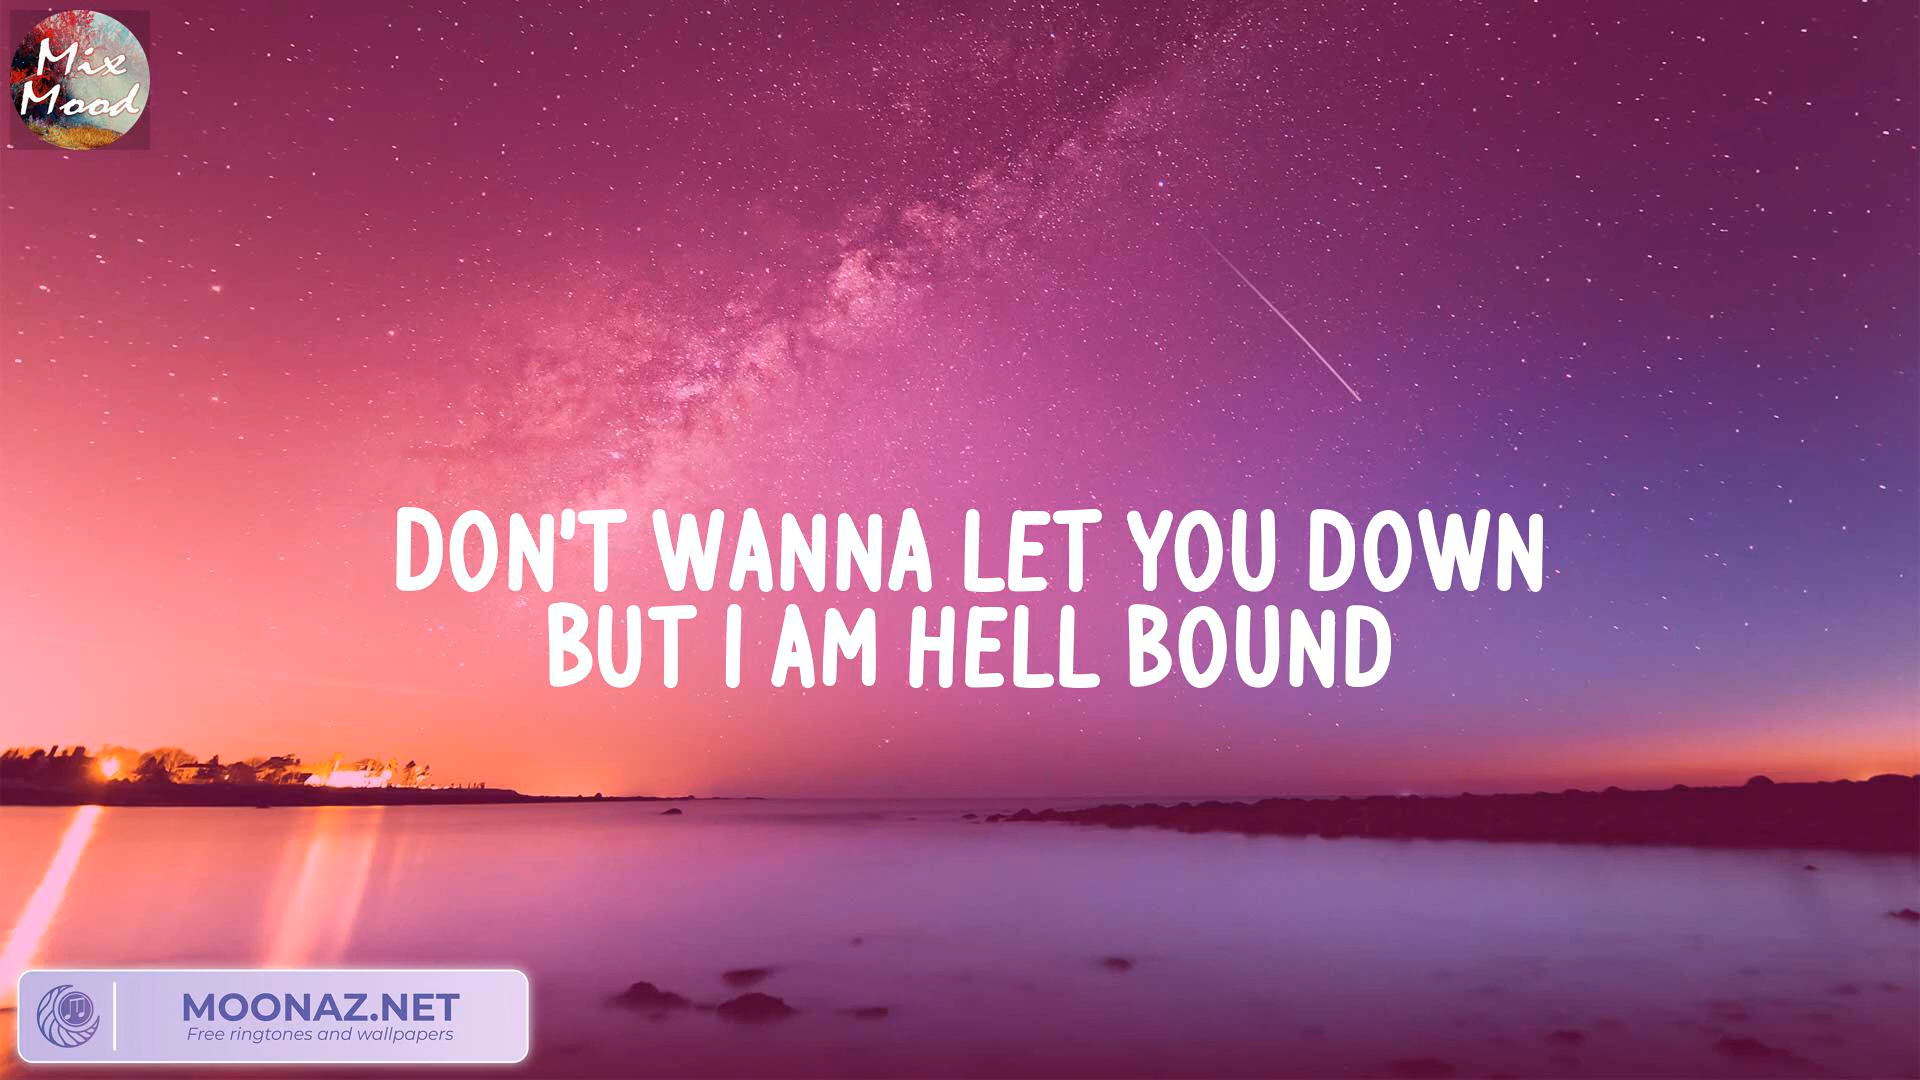 Mix
Mood
DON'T WANNA LET YOU DOWN
BUT I AM HELL BOUND
MOONAZ.NET
Free ringtones and wallpapers